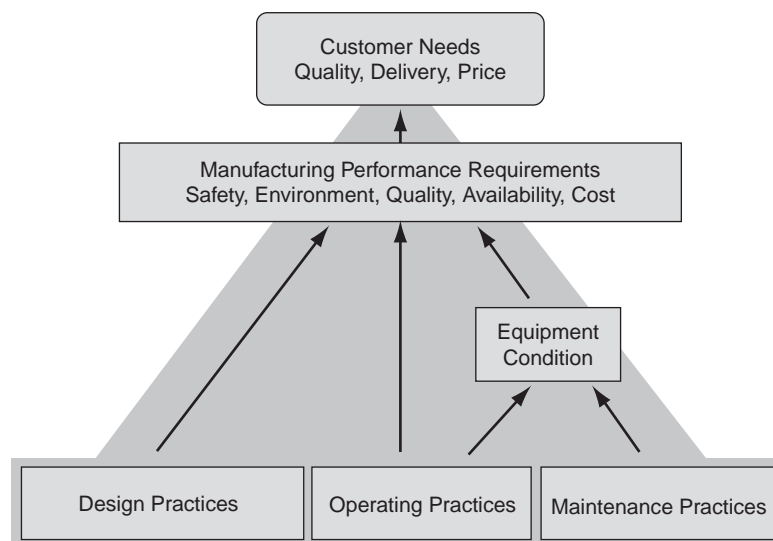 Customer Needs
Quality, Delivery, Price
Manufacturing Performance Requirements
Safety, Environment, Quality, Availability, Cost
Equipment
Condition
Design Practices
Operating Practices
Maintenance Practices